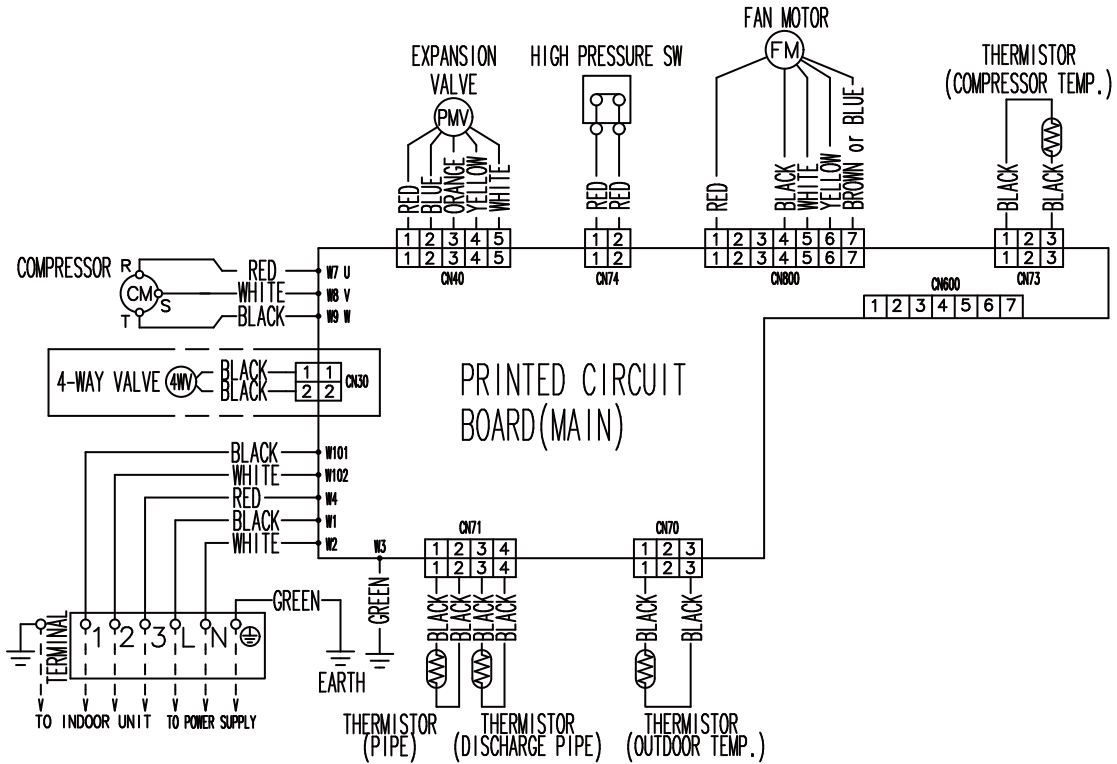 FAN MOTOR
FM
EXPANSION
VALVE
PMV
HIGH PRESSURE SW
THERMISTOR
(COMPRESSOR TEMP.)
RED
BLUE
ORANGE
YELLOW
WHITE
RED
RED
RED
BLACK
WHITE
YELLOW
BROWN or BLUE
BLACK
BLACK
1 2 3 4 5
1 2 3 4 5
CN40
1 2
1 2
CN74
1 2 3 4 5 6 7
1 2 3 4 5 6 7
CN800
1 2 3
1 2 3
CN73
CN600
1 2 3 4 5 6 7
COMPRESSOR
CM
R
S
T
RED
W7 U
WHITE
W8 V
BLACK
W9 W
4-WAY VALVE
4WV
BLACK
BLACK
1 1
2 2
CN30
PRINTED CIRCUIT
BOARD(MAIN)
BLACK
W101
WHITE
W102
RED
W4
BLACK
W1
WHITE
W2
W3
GREEN
CN71
1 2 3 4
1 2 3 4
CN70
1 2 3
1 2 3
BLACK
BLACK
BLACK
BLACK
BLACK
BLACK
GREEN
EARTH
TERMINAL
1 2 3 L N
TO INDOOR UNIT
TO POWER SUPPLY
THERMISTOR
(PIPE)
THERMISTOR
(DISCHARGE PIPE)
THERMISTOR
(OUTDOOR TEMP.)